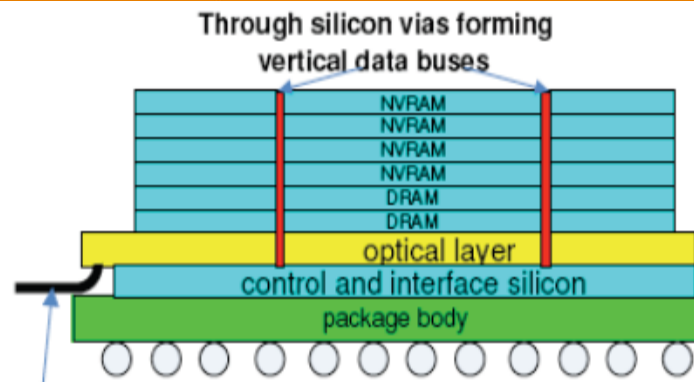 Through silicon vias forming
vertical data buses
NVRAM
NVRAM
NVRAM
NVRAM
DRAM
DRAM
optical layer
control and interface silicon
package body